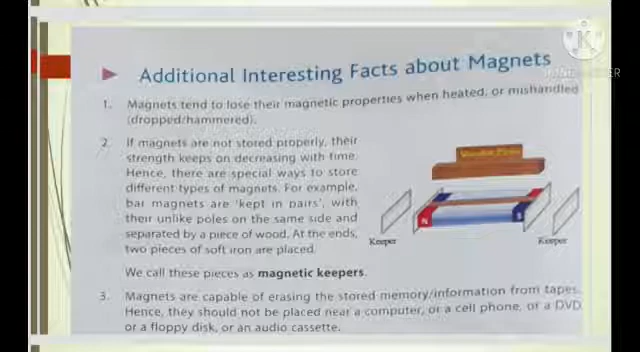 Additional Interesting Facts about Magnets
1. Magnets tend to lose their magnetic properties when heated, or mishandled
(dropped/hammered).
2. If magnets are not stored properly, their
strength keeps on decreasing with time.
Hence, there are special ways to store
different types of magnets. For example,
bar magnets are 'kept in pairs', with
their unlike poles on the same side and
separated by a piece of wood. At the ends,
two pieces of soft iron are placed.
Wooden Piece
N
S
Keeper
Keeper
We call these pieces as magnetic keepers.
3. Magnets are capable of erasing the stored memory/information from tapes.
Hence, they should not be placed near a computer, or a cell phone, or a DVD
or a floppy disk, or an audio cassette.
K